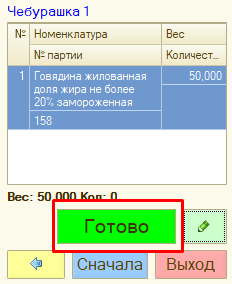 Чебурашка 1
№ Номенклатура Вес
№ партии Количест...
1 Говядина жилованная 50,000
доля жира не более
20% замороженная
158
Вес: 50,000 Кол: 0
Готово
Сначала Выход